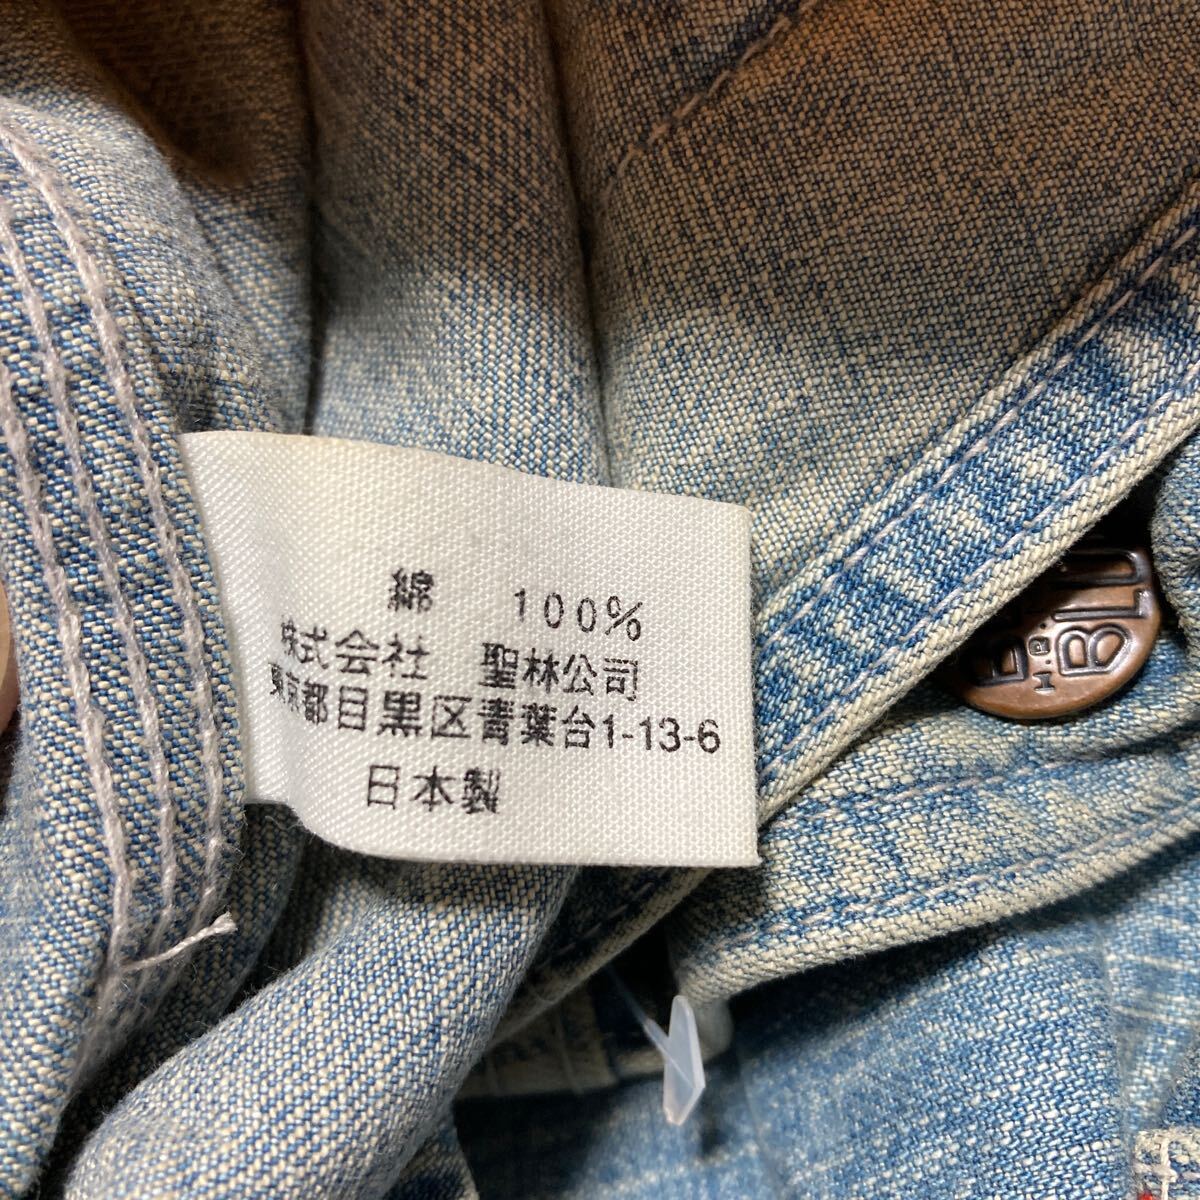 綿 100%
株式会社 聖林公司
東京都目黒区青葉台1-13-6
日本製